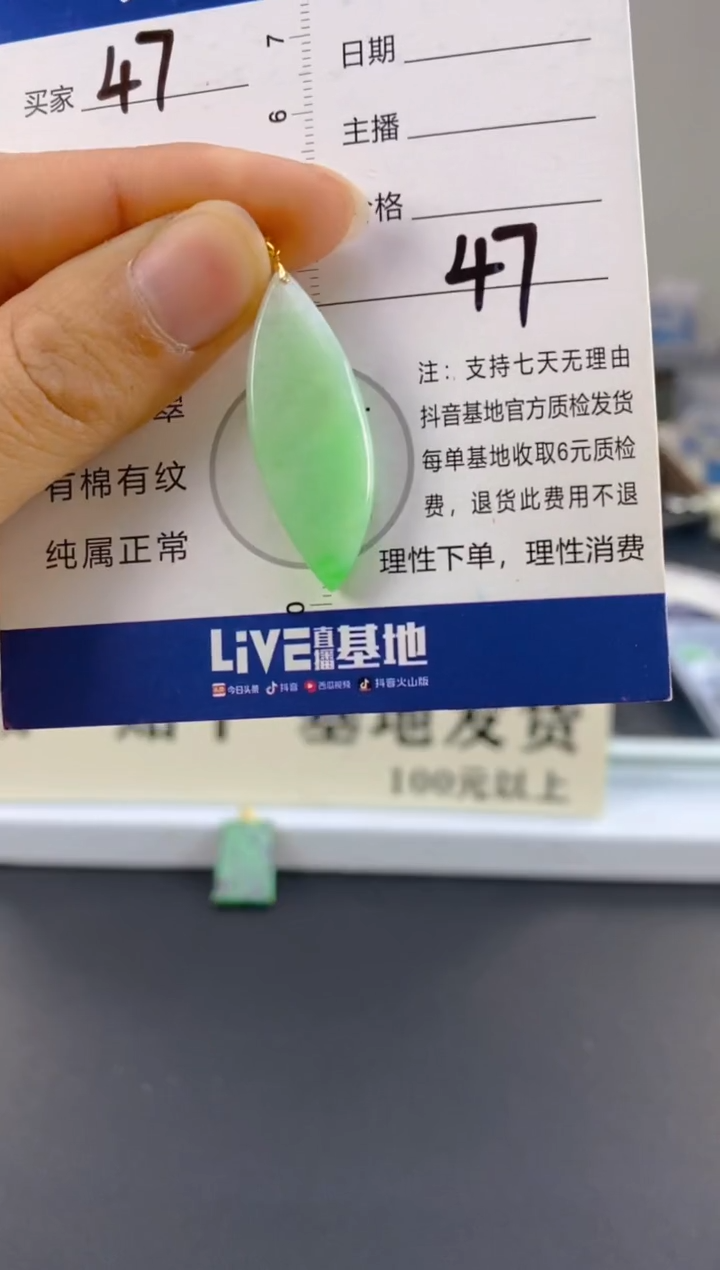 买家 47
7
6
日期
主播
格
47
翠
有棉有纹
纯属正常
注：支持七天无理由
抖音基地官方质检发货
每单基地收取6元质检
费，退货此费用不退
理性下单，理性消费
0
LiVE直播基地
今日头条 抖音 西瓜视频 抖音火山版
基地发货
100元以上